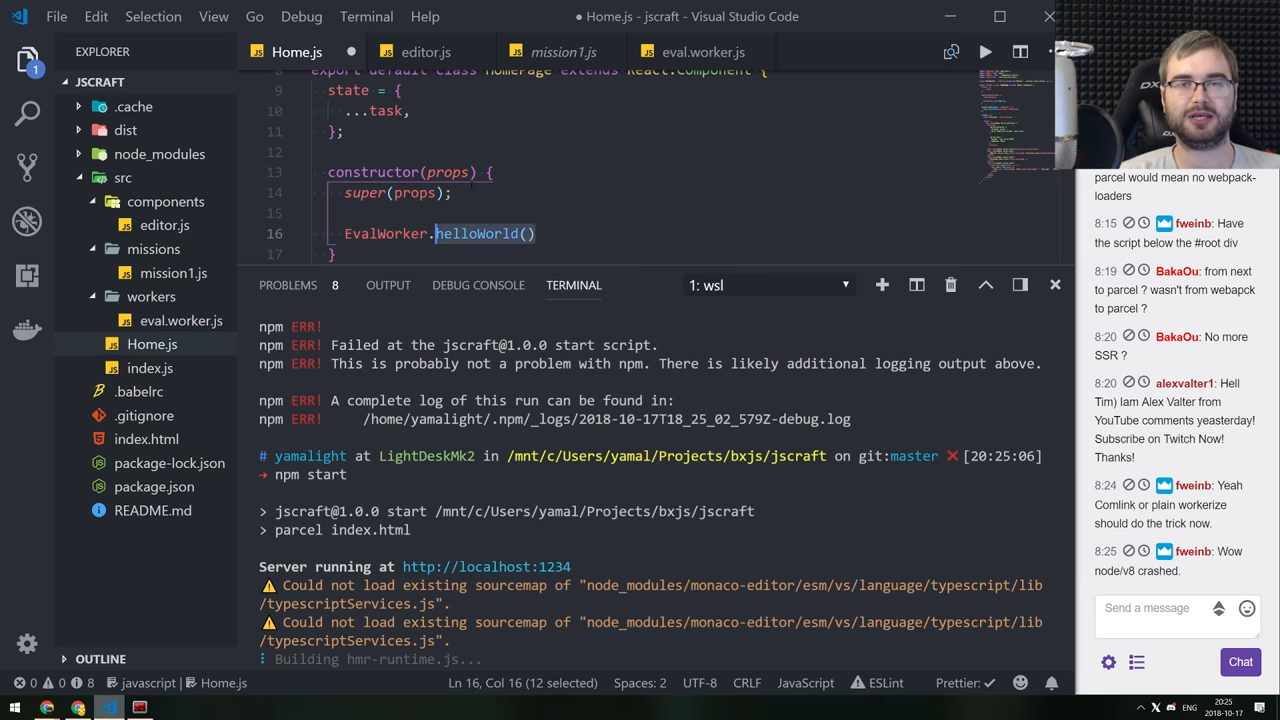 File Edit Selection View Go Debug Terminal Help
● Home.js - jscraft - Visual Studio Code
EXPLORER
JSCRAFT
.cache
dist
node_modules
src
components
editor.js
missions
mission1.js
workers
eval.worker.js
Home.js
index.js
.babelrc
.gitignore
index.html
package-lock.json
package.json
README.md
OUTLINE
1
Home.js
editor.js
mission1.js
eval.worker.js
export default class HomePage extends React.Component {
9 state = {
10 ...task,
11 };
12
13 constructor(props) {
14 super(props);
15
16 EvalWorker.helloWorld()
17 }
PROBLEMS 8 OUTPUT DEBUG CONSOLE TERMINAL 1: wsl
npm ERR!
npm ERR! Failed at the jscraft@1.0.0 start script.
npm ERR! This is probably not a problem with npm. There is likely additional logging output above.
npm ERR! A complete log of this run can be found in:
npm ERR! /home/yamalight/.npm/_logs/2018-10-17T18_25_02_579Z-debug.log
# yamalight at LightDeskMk2 in /mnt/c/Users/yamal/Projects/bxjs/jscraft on git:master ✘ [20:25:06]
→ npm start
> jscraft@1.0.0 start /mnt/c/Users/yamal/Projects/bxjs/jscraft
> parcel index.html
Server running at http://localhost:1234
⚠ Could not load existing sourcemap of "node_modules/monaco-editor/esm/vs/language/typescript/lib
/typescriptServices.js".
⚠ Could not load existing sourcemap of "node_modules/monaco-editor/esm/vs/language/typescript/lib
/typescriptServices.js".
⠇ Building hmr-runtime.js...
0 0 8 javascript Home.js
Ln 16, Col 16 (12 selected) Spaces: 2 UTF-8 CRLF JavaScript ESLint Prettier: ✓
parcel would mean no webpack-
loaders
8:15 fweinb: Have
the script below the #root div
8:19 BakaOu: from next
to parcel ? wasn't from webapck
to parcel ?
8:20 BakaOu: No more
SSR ?
8:20 alexvalter1: Hell
Tim) Iam Alex Valter from
YouTube comments yeasterday!
Subscribe on Twitch Now!
Thanks!
8:24 fweinb: Yeah
Comlink or plain workerize
should do the trick now.
8:25 fweinb: Wow
node/v8 crashed.
Send a message
Chat
ENG
20:25
2018-10-17